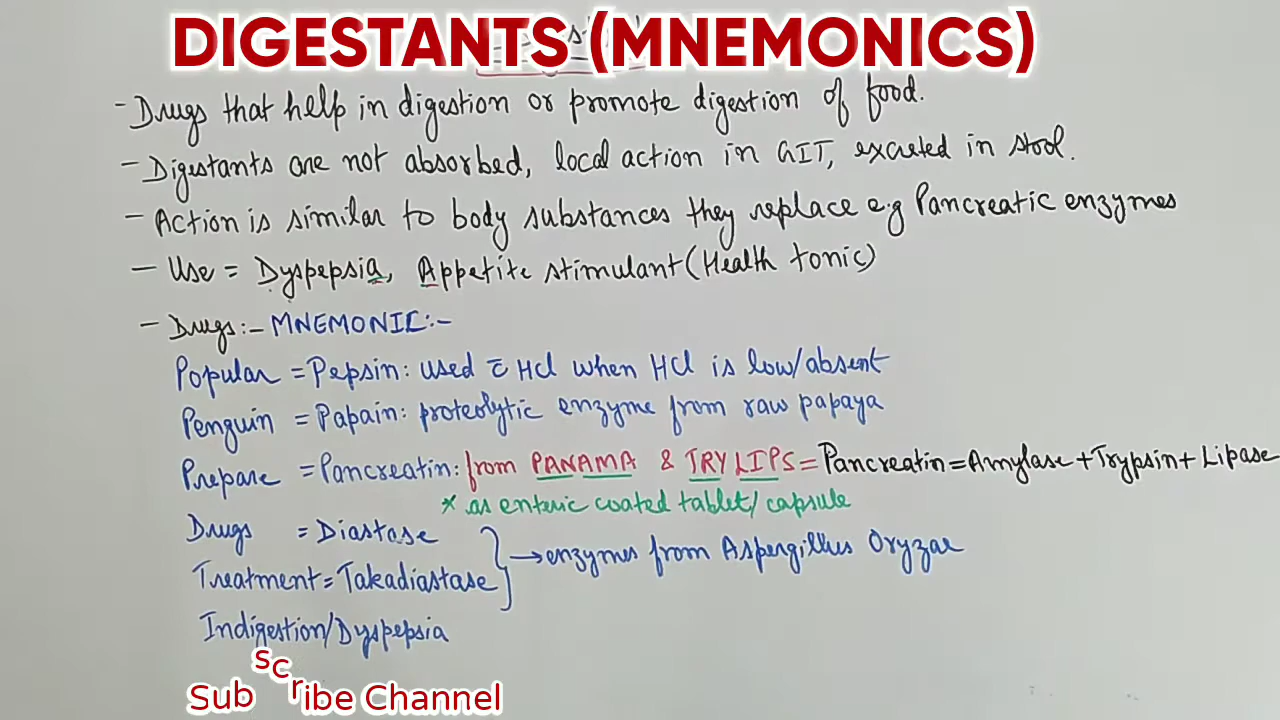 DIGESTANTS (MNEMONICS)
- Drugs that help in digestion or promote digestion of food.
- Digestants are not absorbed, local action in GIT, excreted in stool.
- Action is similar to body substances they replace e.g Pancreatic enzymes
- Use = Dyspepsia, Appetite stimulant (Health tonic)
- Drugs:- MNEMONIC:-
Popular = Pepsin: used c̄ Hcl when HCl is low/absent
Penguin = Papain: proteolytic enzyme from raw papaya
Prepare = Pancreatin: from PANAMA & TRY LIPS = Pancreatin = Amylase + Trypsin + Lipase
* as enteric coated tablet/capsule
Drugs = Diastase
Treatment = Takadiastase } → enzymes from Aspergillus Oryzae
Indigestion/Dyspepsia
Subscribe Channel